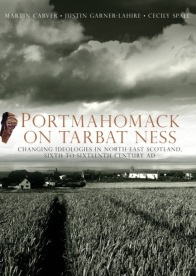 MARTIN CARVER • JUSTIN GARNER-LAHIRE • CECILY SPALL
PORTMAHOMACK
ON TARBAT NESS
CHANGING IDEOLOGIES IN NORTH-EAST SCOTLAND,
SIXTH TO SIXTEENTH CENTURY AD